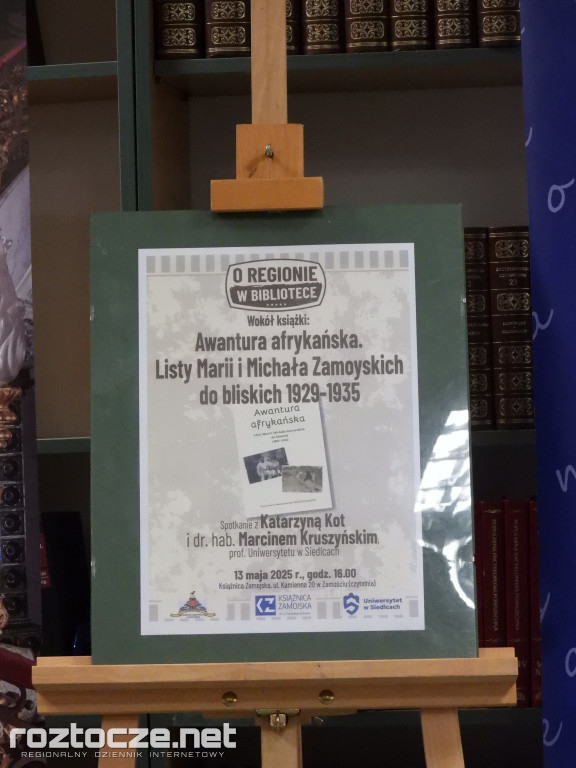 O REGIONIE
W BIBLIOTECE
Wokół książki:
Awantura afrykańska.
Listy Marii i Michała Zamoyskich
do bliskich 1929-1935
Awantura
afrykańska
Spotkanie z Katarzyną Kot
i dr. hab. Marcinem Kruszyńskim,
prof. Uniwersytetu w Siedlcach
13 maja 2025 r., godz. 16.00
Książnica Zamojska, ul. Kamienna 20 w Zamościu (czytelnia)
KZ KSIĄŻNICA
ZAMOJSKA
Uniwersytet
w Siedlcach
roztocze.net
REGIONALNY DZIENNIK INTERNETOWY